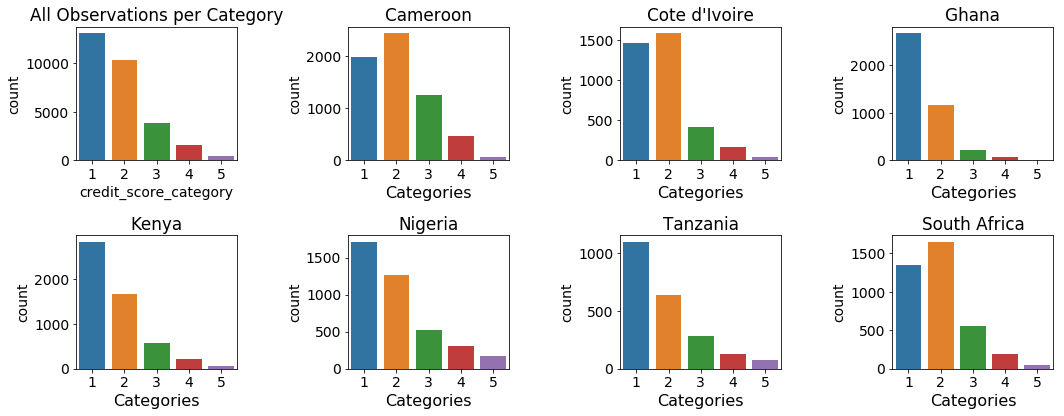 All Observations per Category
count
10000
5000
0
1 2 3 4 5
credit_score_category
Cameroon
count
2000
1000
0
1 2 3 4 5
Categories
Cote d'Ivoire
count
1500
1000
500
0
1 2 3 4 5
Categories
Ghana
count
2000
1000
0
1 2 3 4 5
Categories
Kenya
count
2000
1000
0
1 2 3 4 5
Categories
Nigeria
count
1500
1000
500
0
1 2 3 4 5
Categories
Tanzania
count
1000
500
0
1 2 3 4 5
Categories
South Africa
count
1500
1000
500
0
1 2 3 4 5
Categories